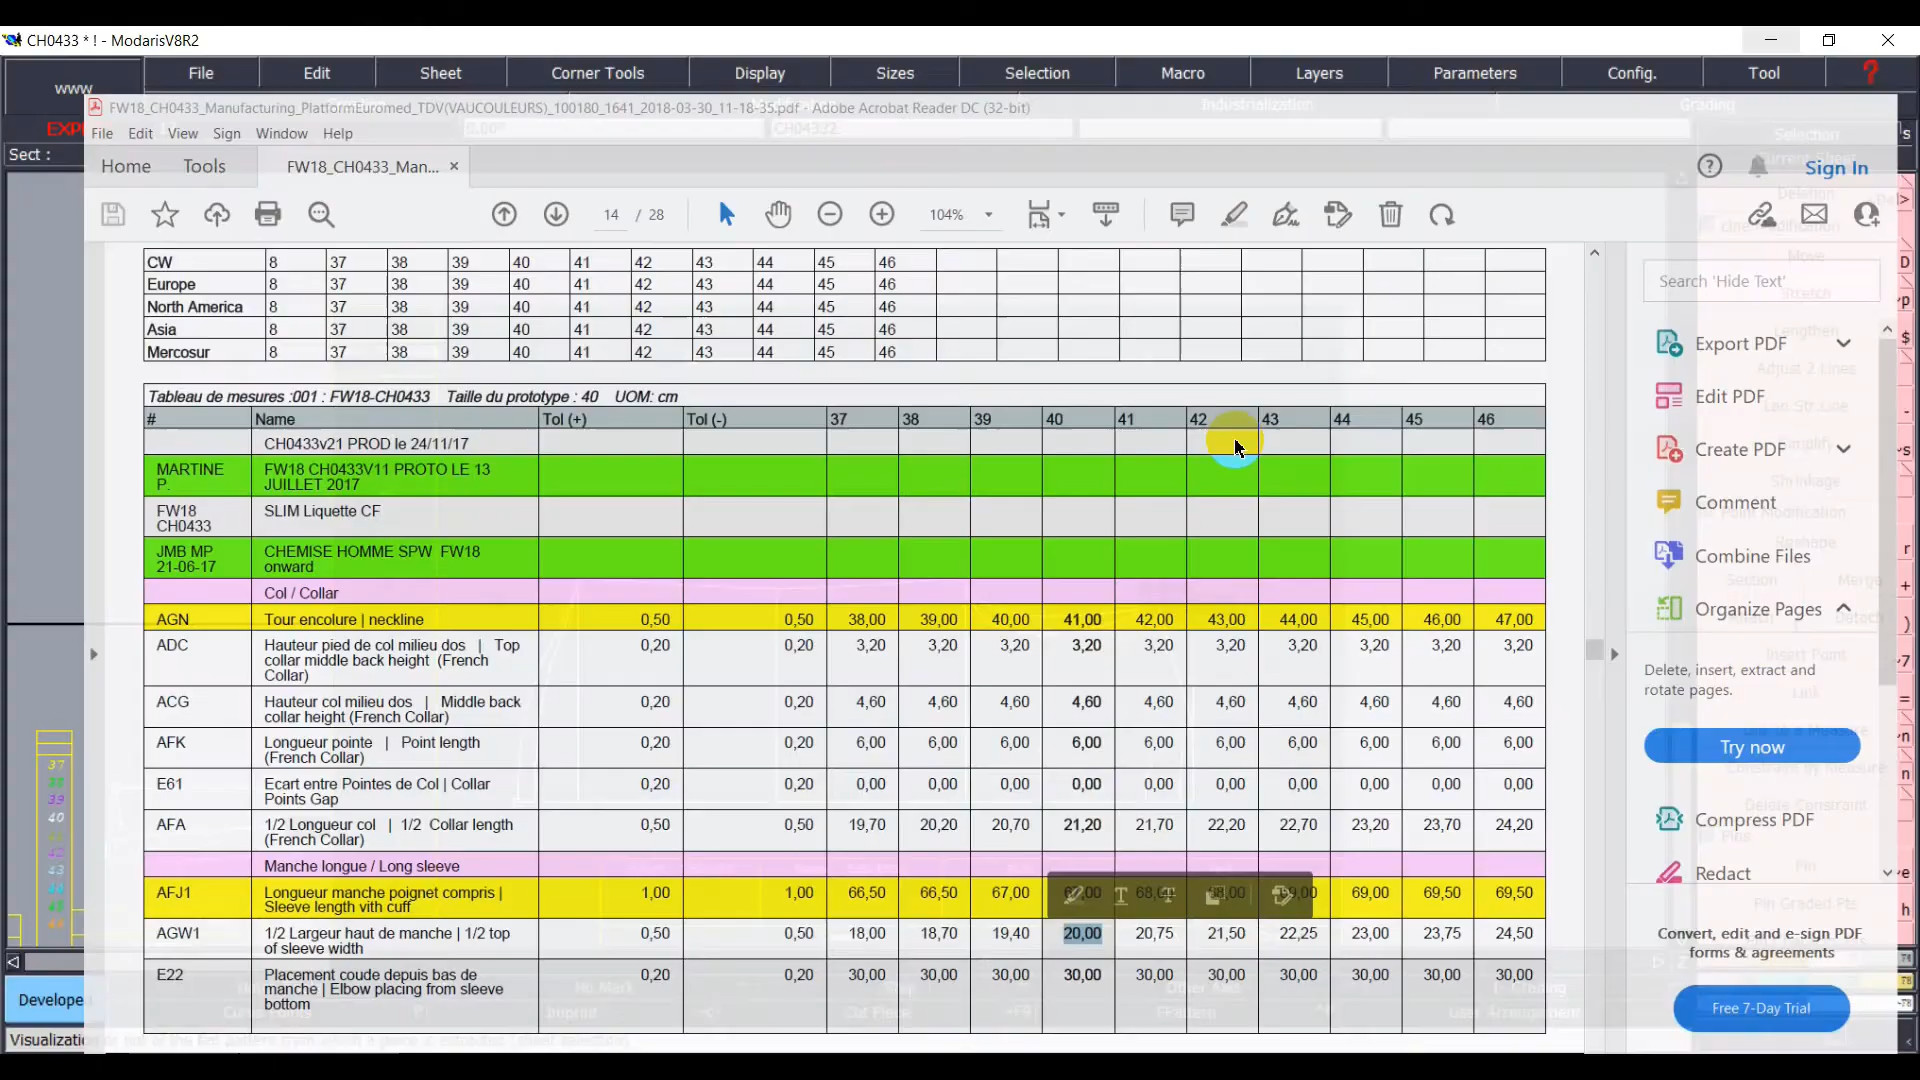 CH0433 * ! - ModarisV8R2
www File Edit Sheet Corner Tools Display Sizes Selection Macro Layers Parameters Config. Tool ?
FW18_CH0433_Manufacturing_PlatformEuromed_TDV(VAUCOULEURS)_100180_1641_2018-03-30_11-18-35.pdf - Adobe Acrobat Reader DC (32-bit)
File Edit View Sign Window Help
Sect :
Home Tools FW18_CH0433_Man... × Sign In
14 / 28 104%
CW 8 37 38 39 40 41 42 43 44 45 46
Europe 8 37 38 39 40 41 42 43 44 45 46
North America 8 37 38 39 40 41 42 43 44 45 46
Asia 8 37 38 39 40 41 42 43 44 45 46
Mercosur 8 37 38 39 40 41 42 43 44 45 46
Tableau de mesures :001 : FW18-CH0433 Taille du prototype : 40 UOM: cm
# Name Tol (+) Tol (-) 37 38 39 40 41 42 43 44 45 46
CH0433v21 PROD le 24/11/17
MARTINE P. FW18 CH0433V11 PROTO LE 13 JUILLET 2017
FW18 CH0433 SLIM Liquette CF
JMB MP 21-06-17 CHEMISE HOMME SPW FW18 onward
Col / Collar
AGN Tour encolure | neckline 0,50 0,50 38,00 39,00 40,00 41,00 42,00 43,00 44,00 45,00 46,00 47,00
ADC Hauteur pied de col milieu dos | Top collar middle back height (French Collar) 0,20 0,20 3,20 3,20 3,20 3,20 3,20 3,20 3,20 3,20 3,20 3,20
ACG Hauteur col milieu dos | Middle back collar height (French Collar) 0,20 0,20 4,60 4,60 4,60 4,60 4,60 4,60 4,60 4,60 4,60 4,60
AFK Longueur pointe | Point length (French Collar) 0,20 0,20 6,00 6,00 6,00 6,00 6,00 6,00 6,00 6,00 6,00 6,00
E61 Ecart entre Pointes de Col | Collar Points Gap 0,20 0,20 0,00 0,00 0,00 0,00 0,00 0,00 0,00 0,00 0,00 0,00
AFA 1/2 Longueur col | 1/2 Collar length (French Collar) 0,50 0,50 19,70 20,20 20,70 21,20 21,70 22,20 22,70 23,20 23,70 24,20
Manche longue / Long sleeve
AFJ1 Longueur manche poignet compris | Sleeve length vith cuff 1,00 1,00 66,50 66,50 67,00 69,00 69,50 69,50
AGW1 1/2 Largeur haut de manche | 1/2 top of sleeve width 0,50 0,50 18,00 18,70 19,40 20,00 20,75 21,50 22,25 23,00 23,75 24,50
E22 Placement coude depuis bas de manche | Elbow placing from sleeve bottom 0,20 0,20 30,00 30,00 30,00 30,00 30,00 30,00 30,00 30,00 30,00 30,00
Search 'Hide Text'
Export PDF
Edit PDF
Create PDF
Comment
Combine Files
Organize Pages
Delete, insert, extract and
rotate pages.
Try now
Compress PDF
Redact
Convert, edit and e-sign PDF
forms & agreements
Free 7-Day Trial
37
39
40
43
Develope
Visualizatio